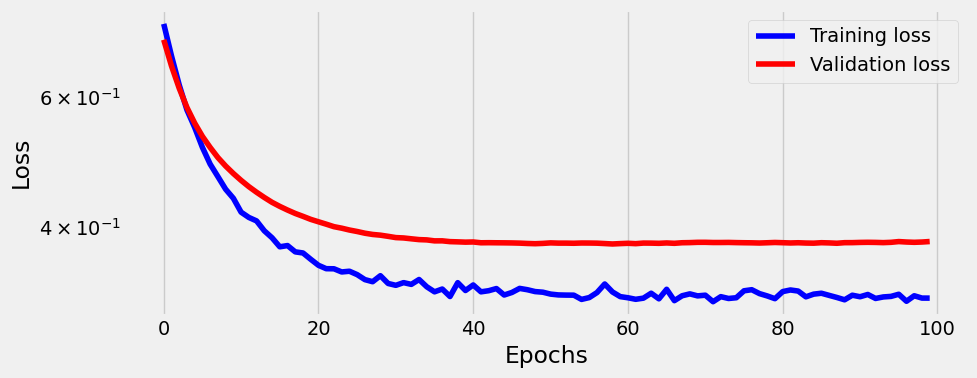 Training loss
Validation loss
6 × 10⁻¹
4 × 10⁻¹
Loss
0 20 40 60 80 100
Epochs